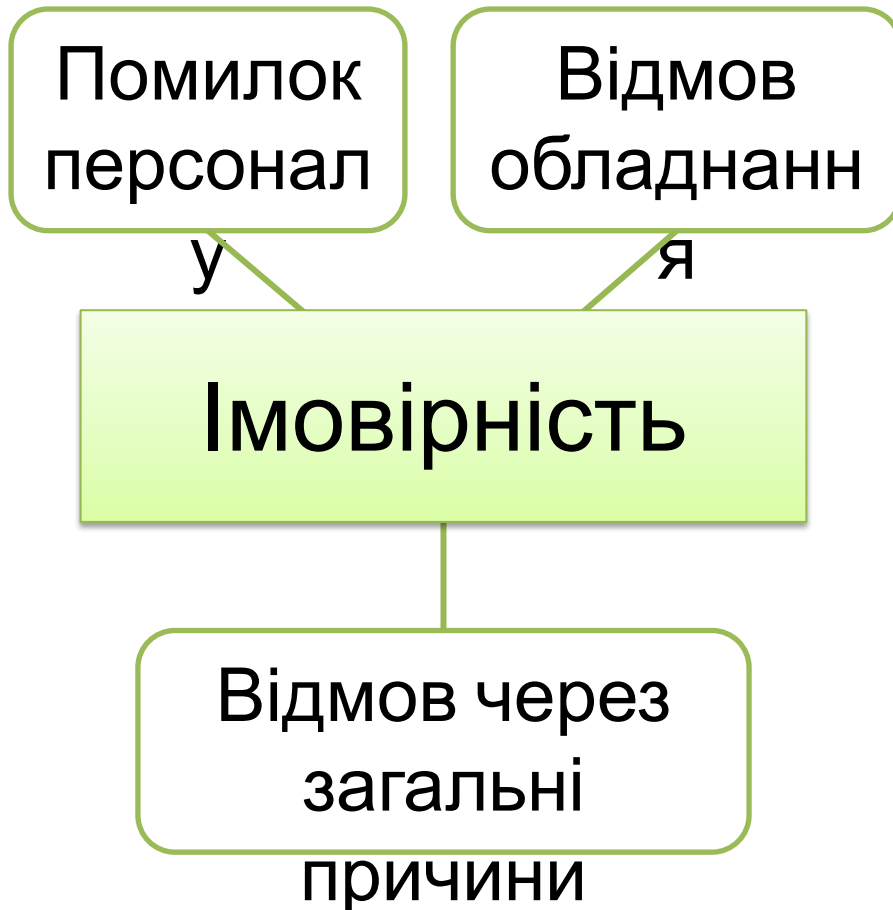 Помилок
персонал
у
Відмов
обладнанн
я
Імовірність
Відмов через
загальні
причини